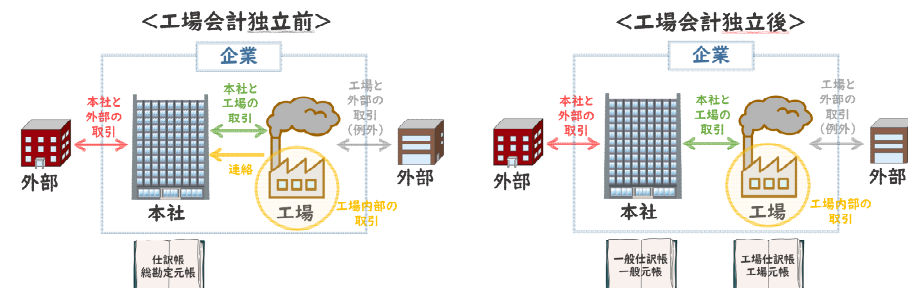 <工場会計独立前>
企業
本社と
外部の
取引
本社と
工場の
取引
工場と
外部の
取引
(例外)
連絡
外部
本社
工場
外部
工場内部の
取引
仕訳帳
総勘定元帳
<工場会計独立後>
企業
本社と
外部の取引
本社と
工場の
取引
工場と
外部の
取引
(例外)
外部
本社
工場
外部
工場内部の
取引
一般仕訳帳
一般元帳
工場仕訳帳
工場元帳